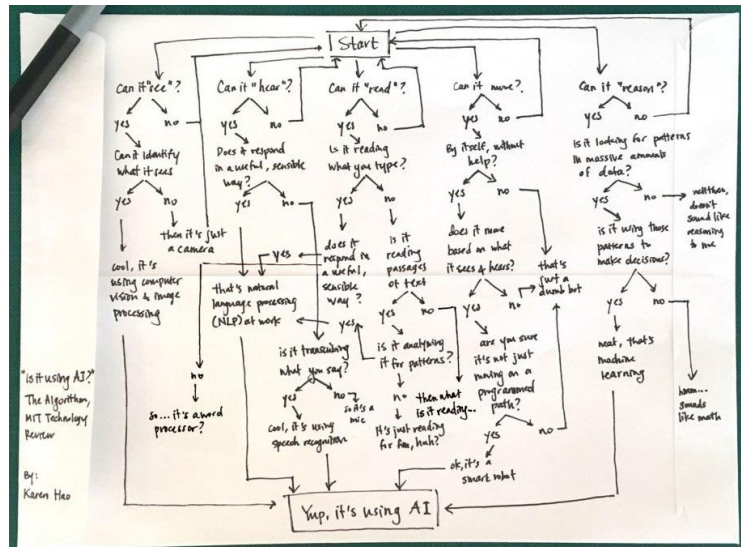 Start
Can it "see"?
yes
no
Can it identify
what it sees
yes
no
then it's just
a camera
cool, it's
using computer
vision & image
processing
Can it "hear"?
yes
no
Does it respond
in a useful, sensible
way?
yes
no
that's natural
language processing
(NLP) at work
is it transcribing
what you say?
yes
no
so it's a
mic
cool, it's using
speech recognition
Can it "read"?
yes
no
Is it reading
what you type?
yes
no
does it
respond in
a useful,
sensible
way?
yes
no
so... it's a word
processor?
is it
reading
passages
of text
yes
is it analyzing
it for patterns?
no
It's just reading
for fun, huh?
no
then what
is it reading...
Can it move?
yes
no
By itself, without
help?
yes
no
does it move
based on what
it sees & hears?
yes
no
that's
just a
dumb bot
are you sure
it's not just
moving on a
programmed
path?
yes
no
ok, it's a
smart robot
Can it "reason"?
yes
no
Is it looking for patterns
in massive amounts
of data?
yes
no
doesn't
sound like
reasoning
to me
is it using those
patterns to
make decisions?
yes
no
neat, that's
machine
learning
hmm...
sounds
like math
Yup, it's using AI
"Is it using AI?"
The Algorithm,
MIT Technology
Review
By:
Karen Hao